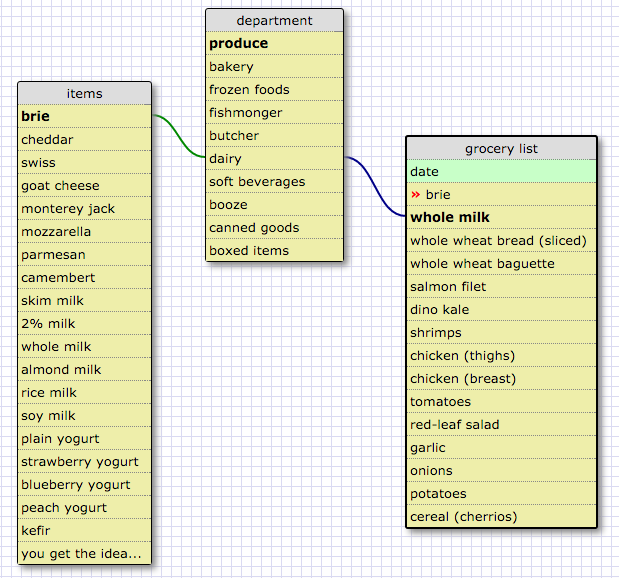 items
brie
cheddar
swiss
goat cheese
monterey jack
mozzarella
parmesan
camembert
skim milk
2% milk
whole milk
almond milk
rice milk
soy milk
plain yogurt
strawberry yogurt
blueberry yogurt
peach yogurt
kefir
you get the idea...
department
produce
bakery
frozen foods
fishmonger
butcher
dairy
soft beverages
booze
canned goods
boxed items
grocery list
date
» brie
whole milk
whole wheat bread (sliced)
whole wheat baguette
salmon filet
dino kale
shrimps
chicken (thighs)
chicken (breast)
tomatoes
red-leaf salad
garlic
onions
potatoes
cereal (cherrios)